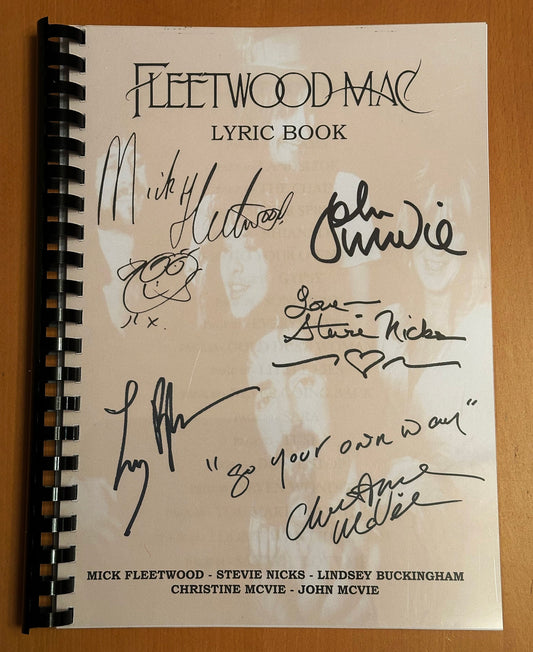 FLEETWOOD MAC
LYRIC BOOK
Mick Fleetwood
John McVie
Love—
Stevie Nicks
"Go your own way"
Christine McVie
MICK FLEETWOOD - STEVIE NICKS - LINDSEY BUCKINGHAM
CHRISTINE MCVIE - JOHN MCVIE